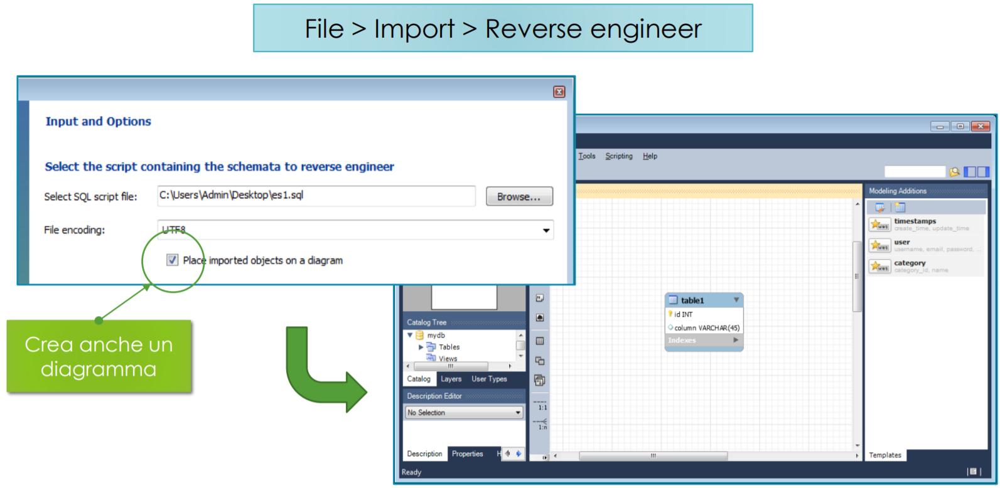 File > Import > Reverse engineer
Input and Options
Select the script containing the schemata to reverse engineer
Select SQL script file:
C:\Users\Admin\Desktop\es1.sql
Browse...
File encoding:
UTF8
Place imported objects on a diagram
Crea anche un
diagramma
Tools Scripting Help
Modeling Additions
timestamps
create_time, update_time
user
username, email, password, ...
category
category_id, name
table1
id INT
column VARCHAR(45)
Indexes
Catalog Tree
mydb
Tables
Views
Catalog Layers User Types
Description Editor
No Selection
1:1
1:n
Description Properties H
Templates
Ready